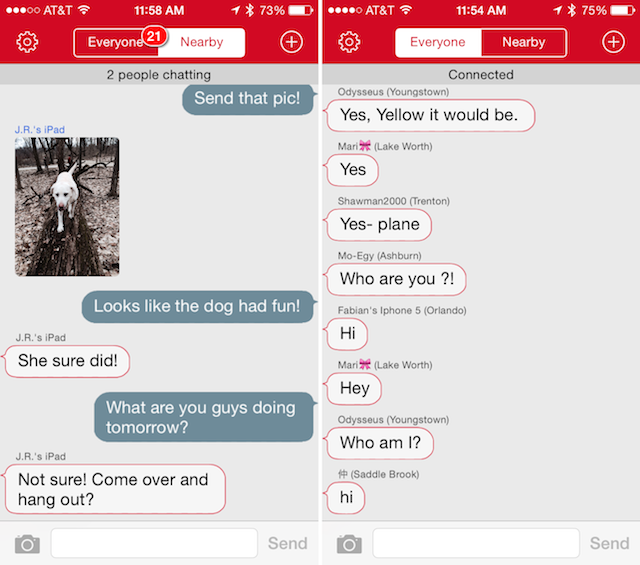 AT&T 11:58 AM 73%
Everyone 21 Nearby
2 people chatting
Send that pic!
J.R.'s iPad
Looks like the dog had fun!
J.R.'s iPad
She sure did!
What are you guys doing
tomorrow?
J.R.'s iPad
Not sure! Come over and
hang out?
Send
AT&T 11:54 AM 75%
Everyone Nearby
Connected
Odysseus (Youngstown)
Yes, Yellow it would be.
Mari🎀 (Lake Worth)
Yes
Shawman2000 (Trenton)
Yes- plane
Mo-Egy (Ashburn)
Who are you ?!
Fabian's Iphone 5 (Orlando)
Hi
Mari🎀 (Lake Worth)
Hey
Odysseus (Youngstown)
Who am I?
仲 (Saddle Brook)
hi
Send